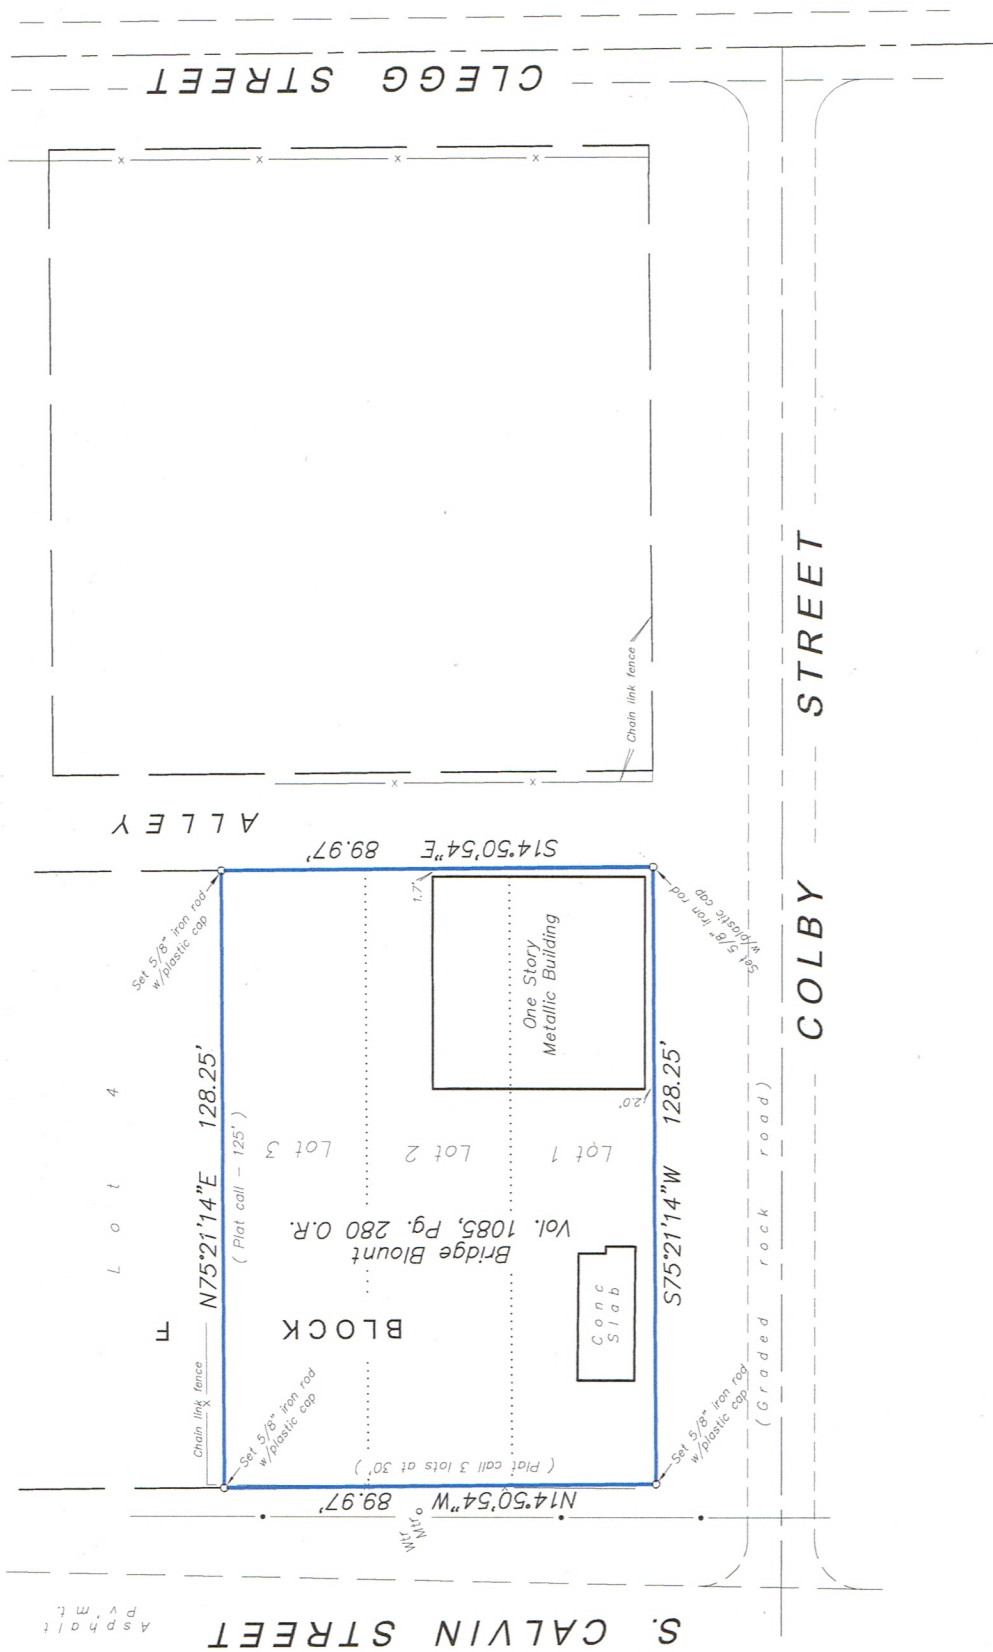 CLEGG STREET
Chain link fence
ALLEY
S14°50'54"E 89.97'
1.7'
Set 5/8" iron rod
w/plastic cap
Set 5/8" iron rod
w/plastic cap
One Story
Metallic Building
COLBY STREET
2.0'
N75°21'14"E 128.25'
( Plat call - 125' )
S75°21'14"W 128.25'
Lot 4
Lot 3
Lot 2
Lot 1
Bridge Blount
Vol. 1085, Pg. 280 O.R.
Conc
Slab
BLOCK F
(Graded rock road)
Chain link fence
Set 5/8" iron rod
w/plastic cap
Set 5/8" iron rod
w/plastic cap
( Plat call 3 lots at 30' )
N14°50'54"W 89.97'
Wtr
Mtr
Asphalt
Pv'mt.
S. CALVIN STREET